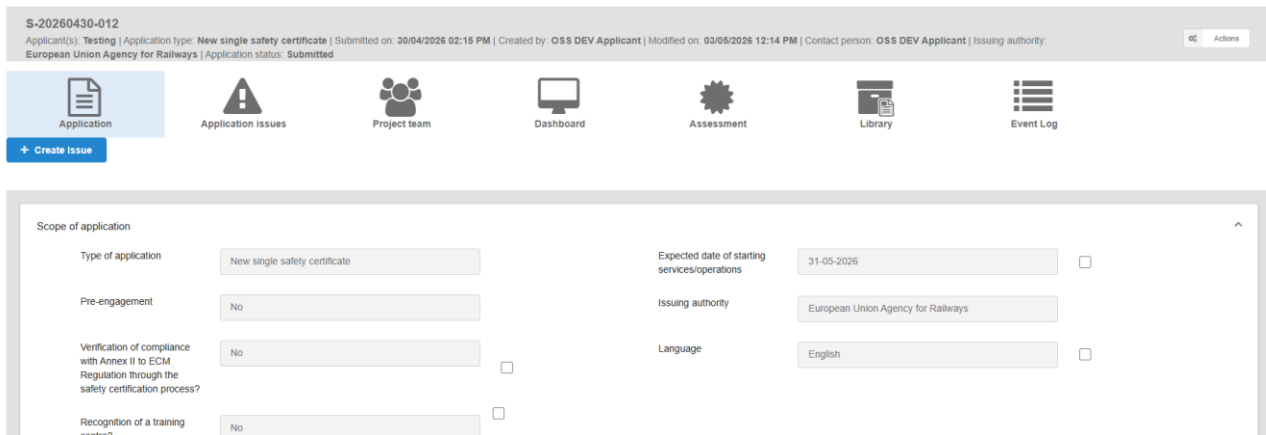 S-20260430-012
Applicant(s): Testing | Application type: New single safety certificate | Submitted on: 30/04/2026 02:15 PM | Created by: OSS DEV Applicant | Modified on: 03/05/2026 12:14 PM | Contact person: OSS DEV Applicant | Issuing authority:
European Union Agency for Railways | Application status: Submitted
Actions
Application
Application issues
Project team
Dashboard
Assessment
Library
Event Log
+ Create Issue
Scope of application
Type of application
New single safety certificate
Expected date of starting
services/operations
31-05-2026
Pre-engagement
No
Issuing authority
European Union Agency for Railways
Verification of compliance
with Annex II to ECM
Regulation through the
safety certification process?
No
Language
English
Recognition of a training
centre?
No